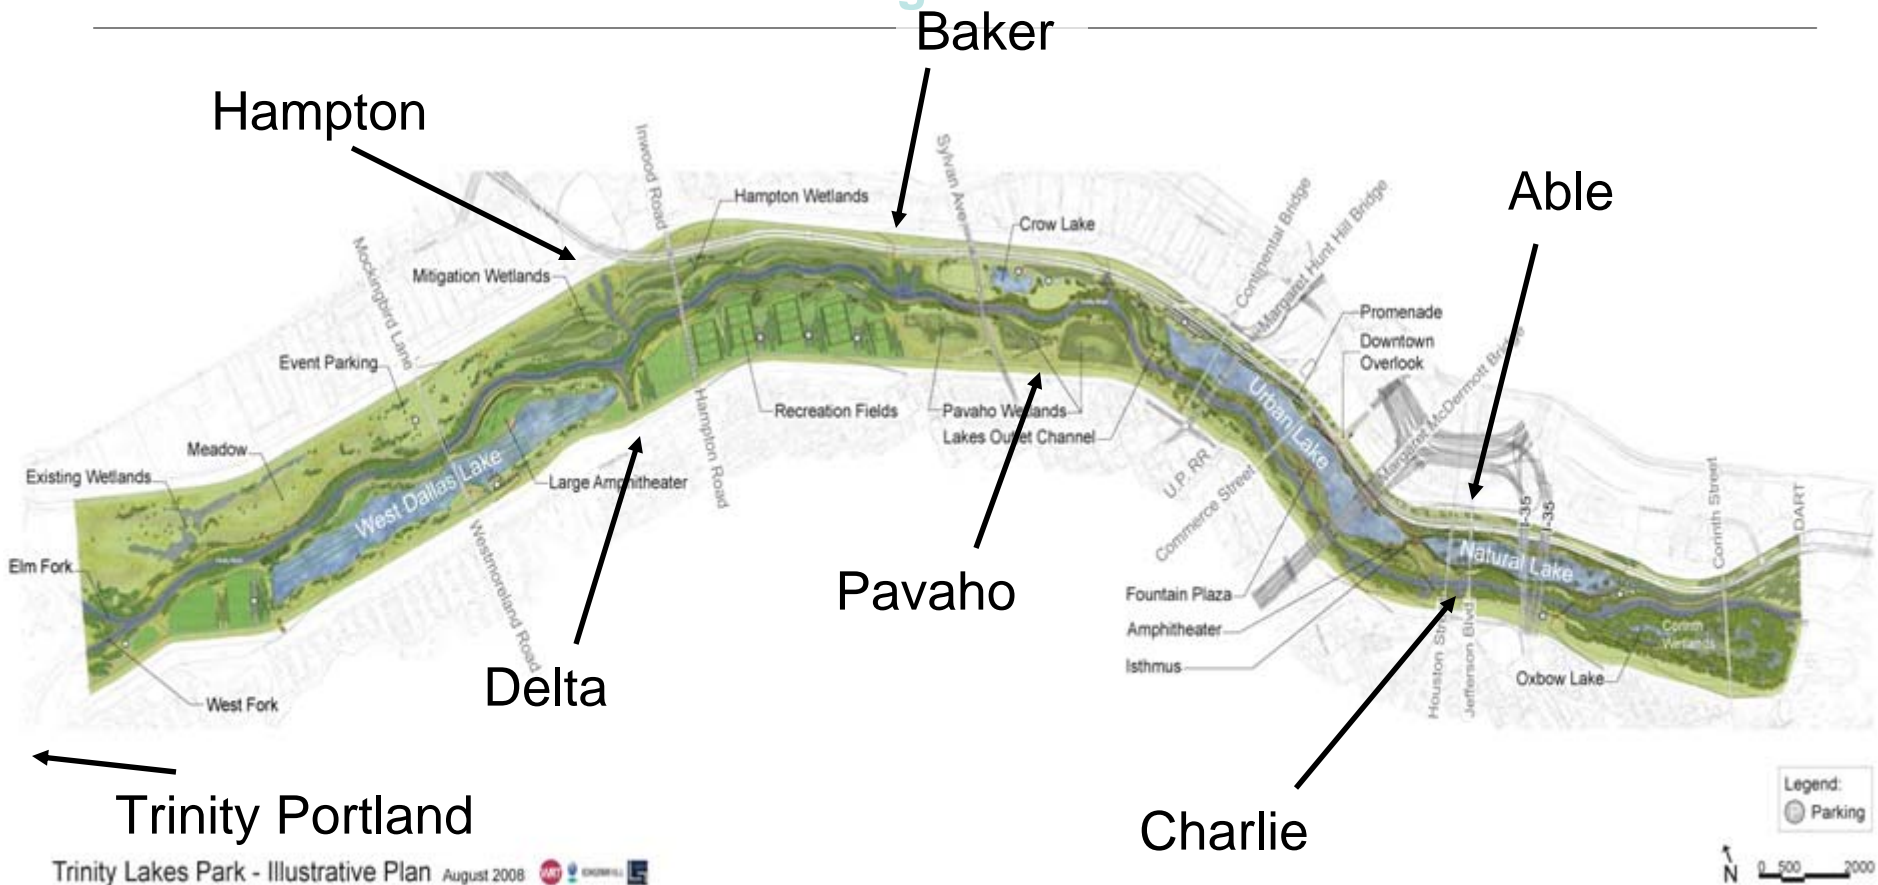 Baker
Hampton
Able
Inwood Road
Sylvan Ave
Hampton Wetlands
Crow Lake
Continental Bridge
Margaret Hunt Hill Bridge
Mockingbird Lane
Mitigation Wetlands
Promenade
Downtown
Overlook
Event Parking
Urban Lake
Margaret McDermott Bridge
Hampton Road
Recreation Fields
Pavaho Wetlands
Lakes Outlet Channel
Meadow
Existing Wetlands
West Dallas Lake
Large Amphitheater
U.P. RR
Commerce Street
I-35
I-35
Corinth Street
DART
Natural Lake
Elm Fork
Westmoreland Road
Pavaho
Fountain Plaza
Amphitheater
Isthmus
Houston Str
Jefferson Blvd
Corinth
Wetlands
Oxbow Lake
Delta
West Fork
Trinity Portland
Charlie
Legend:
Parking
N
0 500 2000
Trinity Lakes Park - Illustrative Plan August 2008